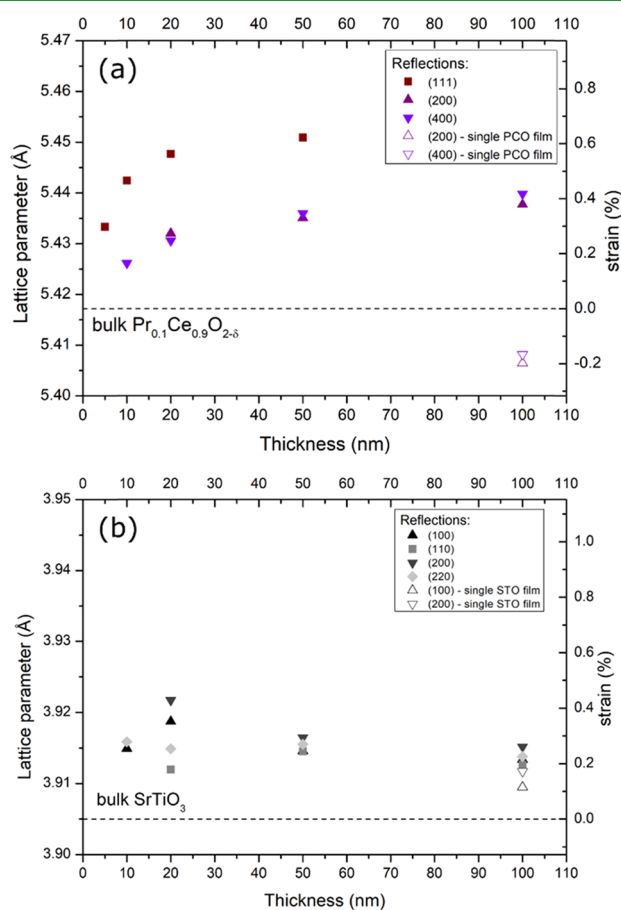 0 10 20 30 40 50 60 70 80 90 100 110
5.47
(a)
Reflections:
(111)
(200)
(400)
(200) - single PCO film
(400) - single PCO film
5.46
5.45
5.44
5.43
5.42
5.41
5.40
Lattice parameter (Å)
0.8
0.6
0.4
0.2
0.0
-0.2
strain (%)
bulk Pr0.1Ce0.9O2-δ
0 10 20 30 40 50 60 70 80 90 100 110
Thickness (nm)
0 10 20 30 40 50 60 70 80 90 100 110
3.95
(b)
Reflections:
(100)
(110)
(200)
(220)
(100) - single STO film
(200) - single STO film
3.94
3.93
3.92
3.91
3.90
Lattice parameter (Å)
1.0
0.8
0.6
0.4
0.2
0.0
strain (%)
bulk SrTiO3
0 10 20 30 40 50 60 70 80 90 100 110
Thickness (nm)